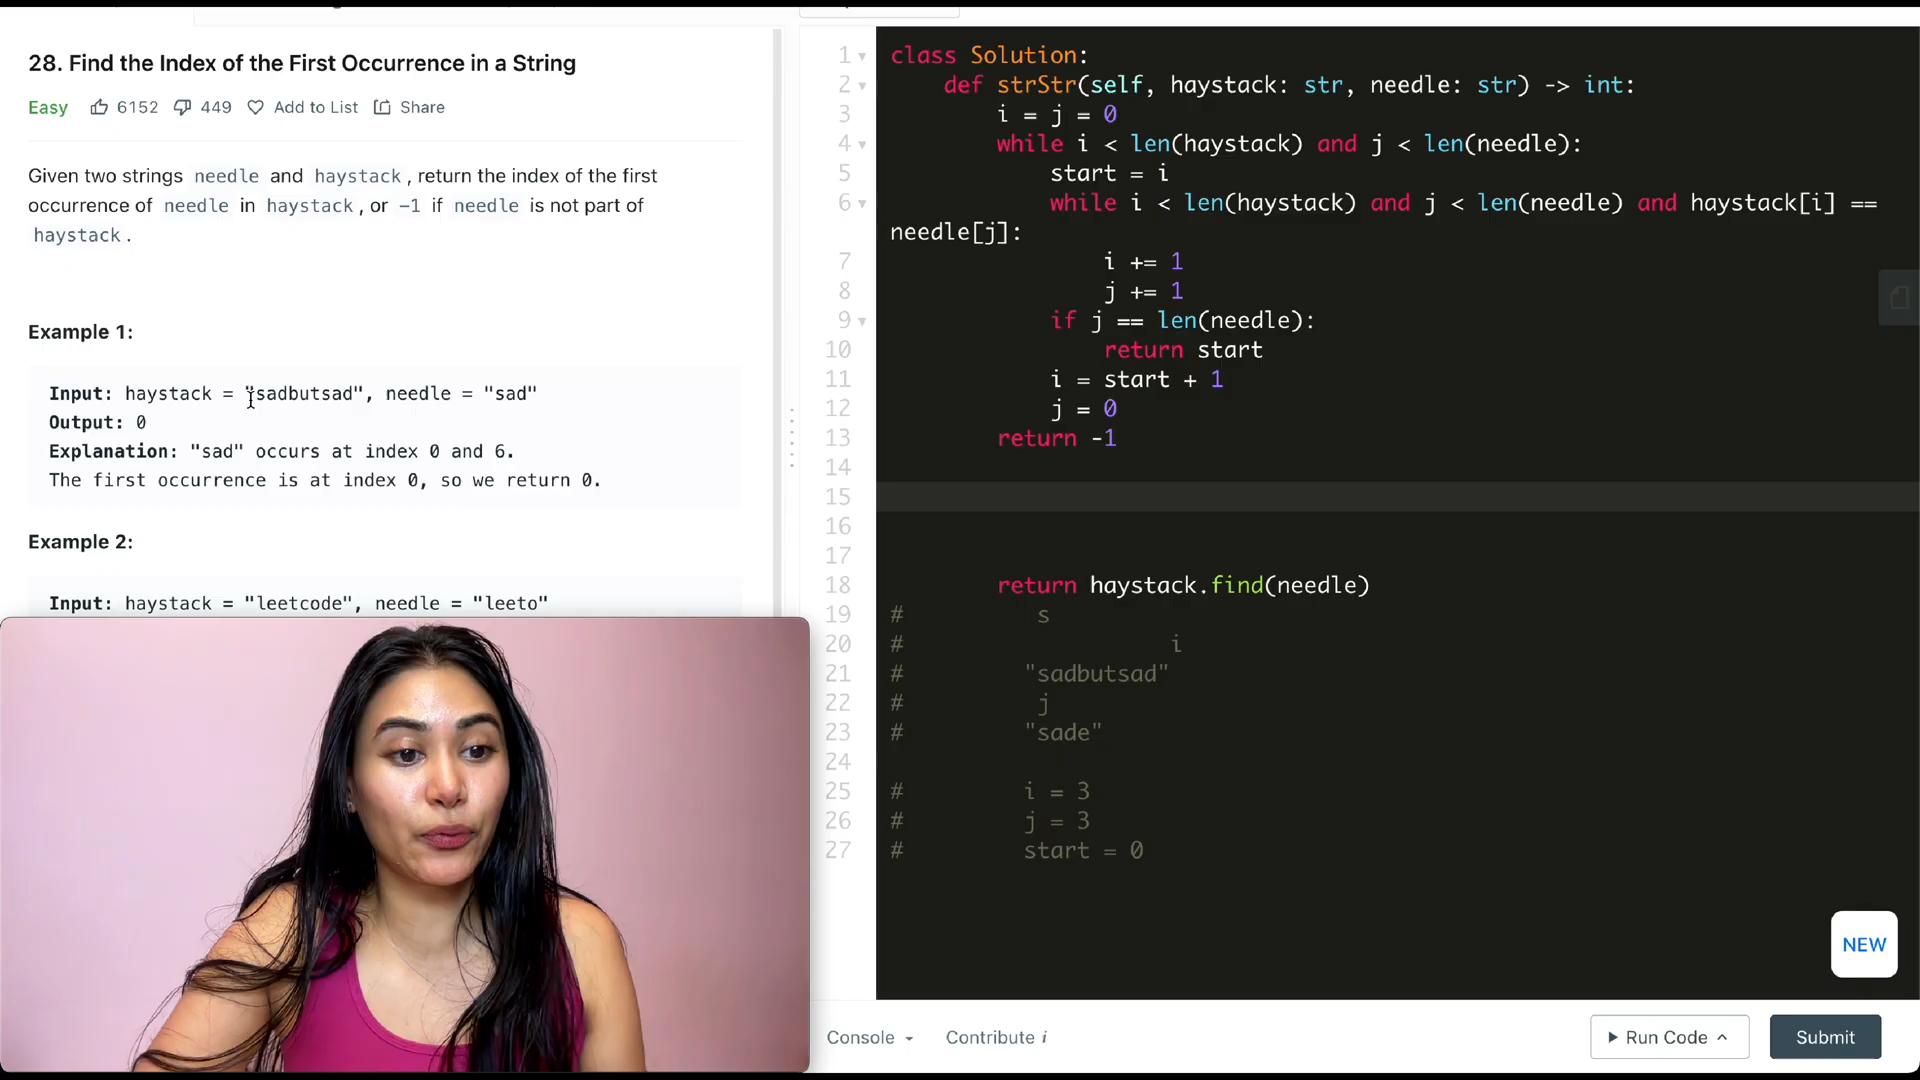 28. Find the Index of the First Occurrence in a String
Easy 6152 449 Add to List Share
Given two strings needle and haystack, return the index of the first
occurrence of needle in haystack, or -1 if needle is not part of
haystack.
Example 1:
Input: haystack = "sadbutsad", needle = "sad"
Output: 0
Explanation: "sad" occurs at index 0 and 6.
The first occurrence is at index 0, so we return 0.
Example 2:
Input: haystack = "leetcode", needle = "leeto"
1 class Solution:
2 def strStr(self, haystack: str, needle: str) -> int:
3 i = j = 0
4 while i < len(haystack) and j < len(needle):
5 start = i
6 while i < len(haystack) and j < len(needle) and haystack[i] ==
needle[j]:
7 i += 1
8 j += 1
9 if j == len(needle):
10 return start
11 i = start + 1
12 j = 0
13 return -1
14
15
16
17
18 return haystack.find(needle)
19 # s
20 # i
21 # "sadbutsad"
22 # j
23 # "sade"
24
25 # i = 3
26 # j = 3
27 # start = 0
NEW
Console Contribute i Run Code Submit